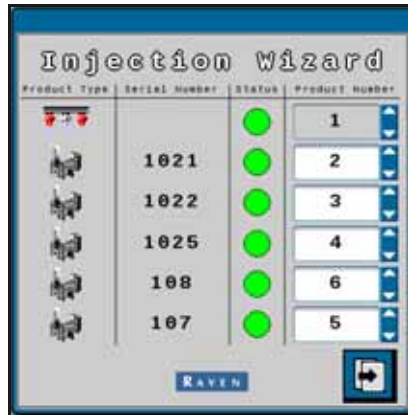 Injection Wizard
Product Type Serial Number Status Product Number
1
1021 2
1022 3
1025 4
108 6
107 5
RAVEN